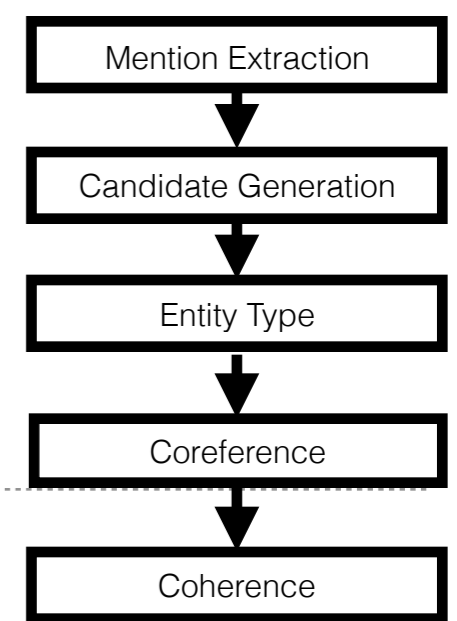 Mention Extraction
Candidate Generation
Entity Type
Coreference
Coherence